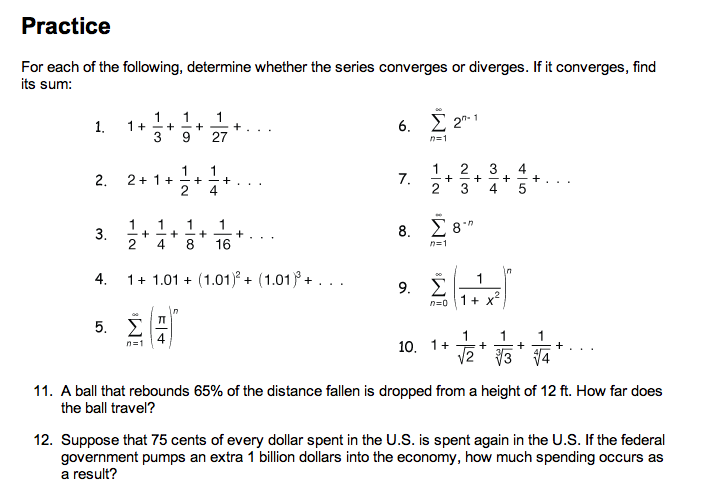 Practice
For each of the following, determine whether the series converges or diverges. If it converges, find
its sum:
1. 1 + 1/3 + 1/9 + 1/27 + . . .
2. 2 + 1 + 1/2 + 1/4 + . . .
3. 1/2 + 1/4 + 1/8 + 1/16 + . . .
4. 1 + 1.01 + (1.01)² + (1.01)³ + . . .
5. ∞ Σ n=1 (π/4)ⁿ
6. ∞ Σ n=1 2ⁿ⁻¹
7. 1/2 + 2/3 + 3/4 + 4/5 + . . .
8. ∞ Σ n=1 8⁻ⁿ
9. ∞ Σ n=0 (1/(1 + x²))ⁿ
10. 1 + 1/√2 + 1/∛3 + 1/∜4 + . . .
11. A ball that rebounds 65% of the distance fallen is dropped from a height of 12 ft. How far does
the ball travel?
12. Suppose that 75 cents of every dollar spent in the U.S. is spent again in the U.S. If the federal
government pumps an extra 1 billion dollars into the economy, how much spending occurs as
a result?